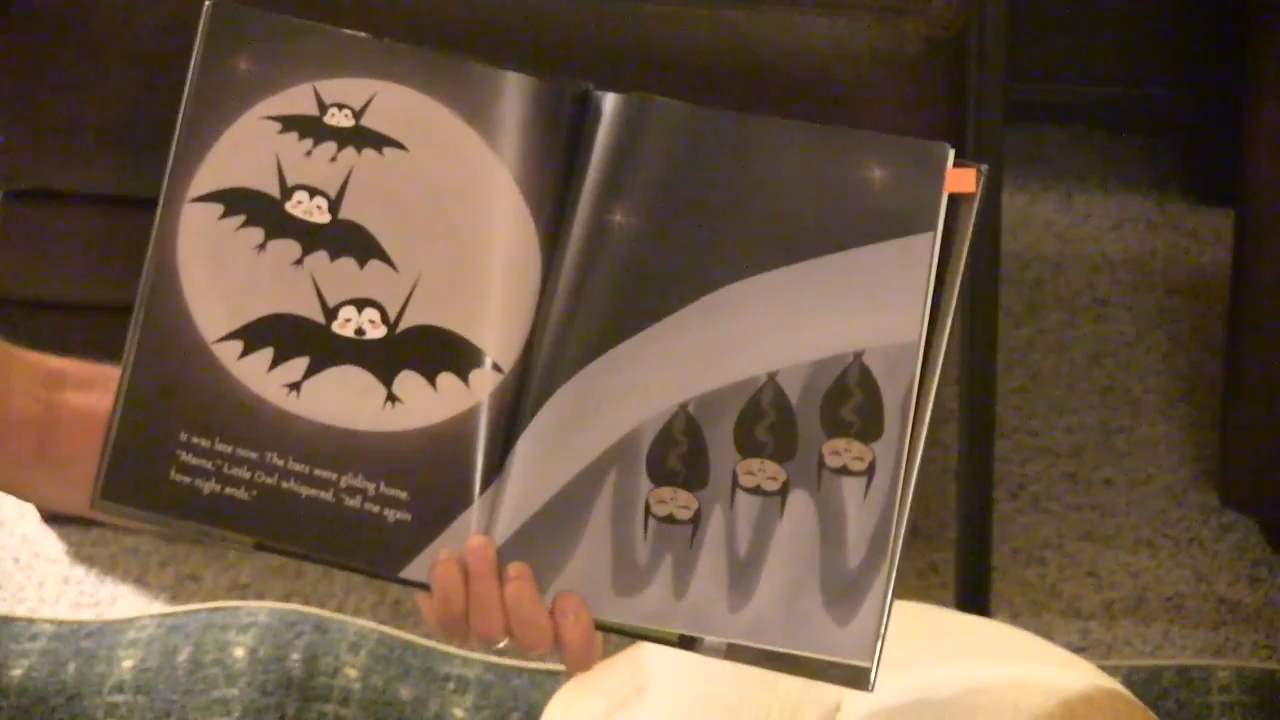 It was late now. The bats were gliding home.
"Mama," Little Owl whispered, "tell me again
how night ends."